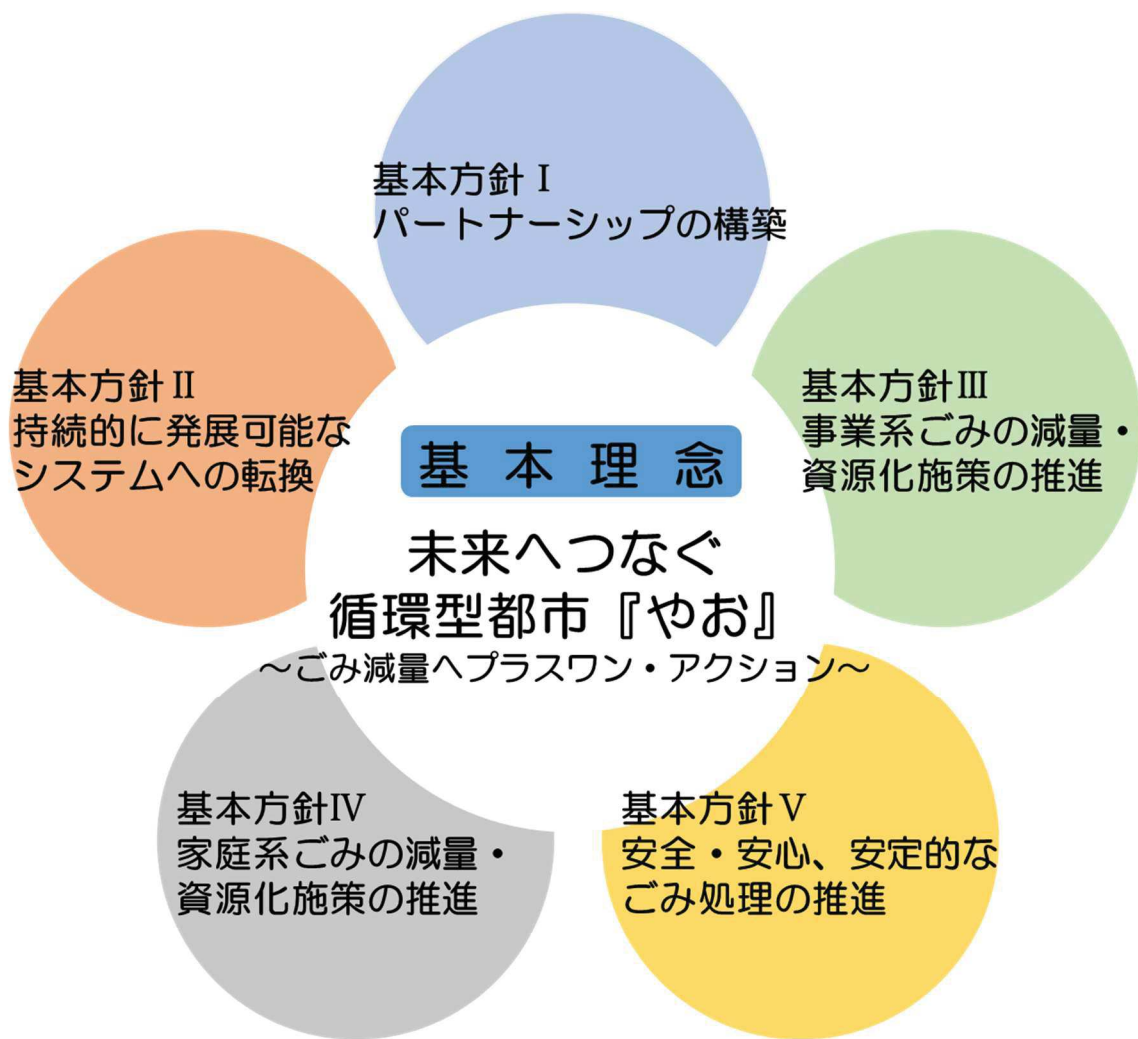 基本方針Ⅰ
パートナーシップの構築
基本方針Ⅱ
持続的に発展可能な
システムへの転換
基本方針Ⅲ
事業系ごみの減量・
資源化施策の推進
基本理念
未来へつなぐ
循環型都市『やお』
～ごみ減量へプラスワン・アクション～
基本方針Ⅳ
家庭系ごみの減量・
資源化施策の推進
基本方針Ⅴ
安全・安心、安定的な
ごみ処理の推進